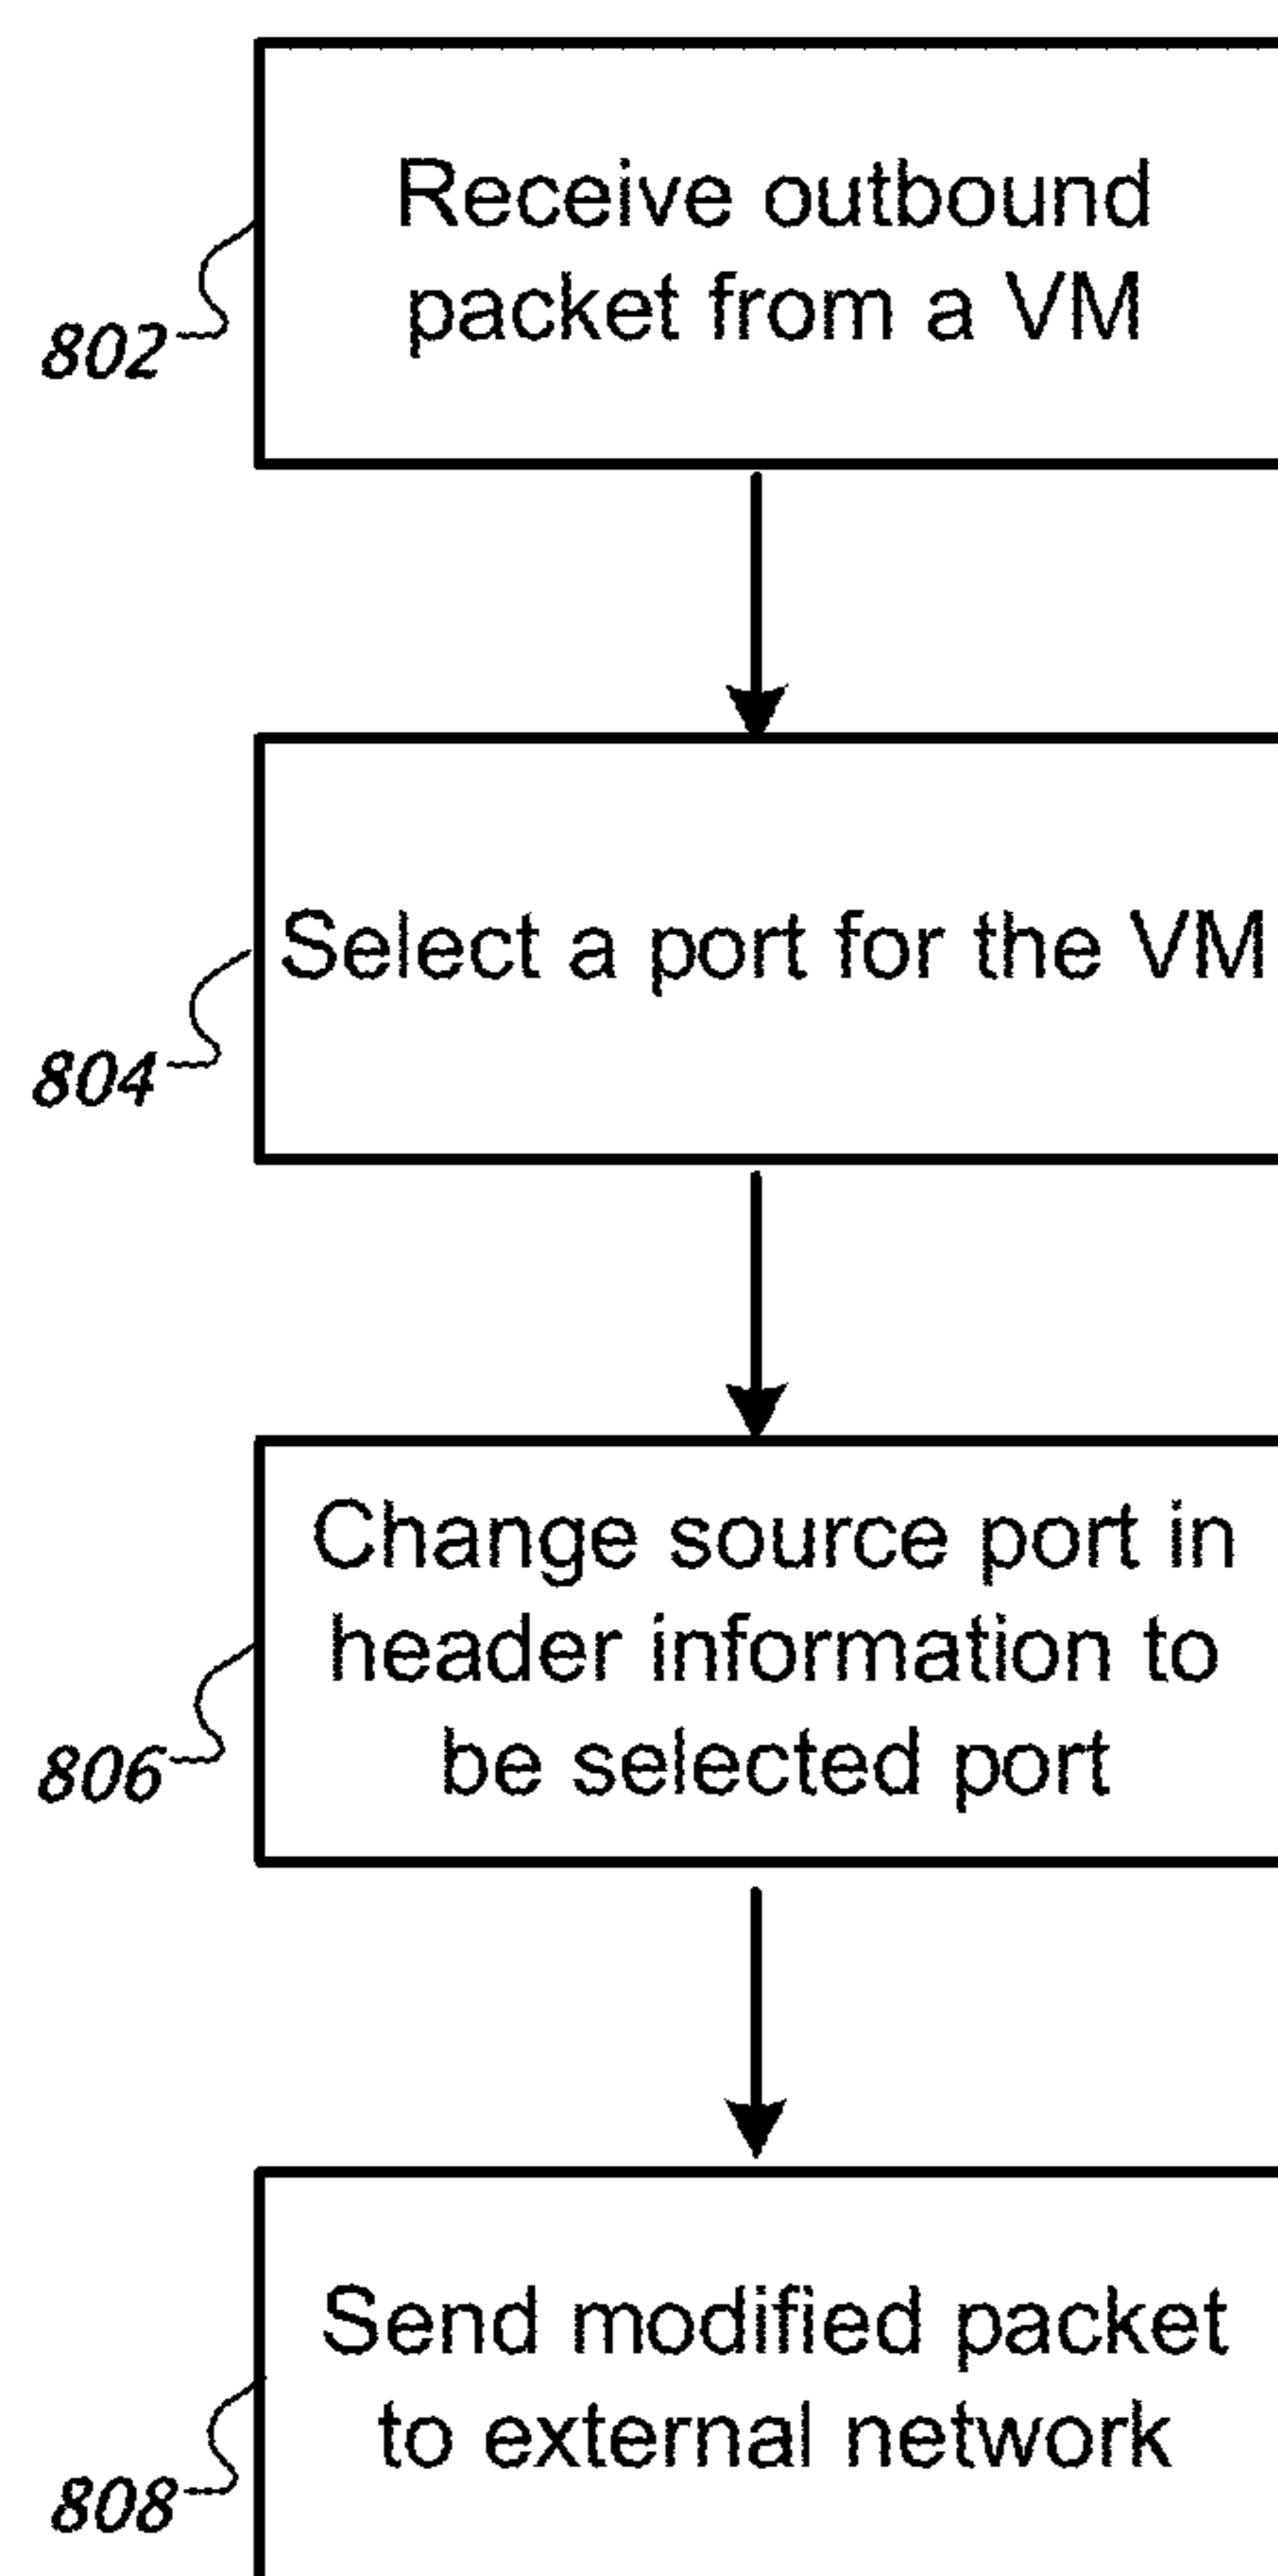 Receive outbound
packet from a VM
802
Select a port for the VM
804
Change source port in
header information to
be selected port
806
Send modified packet
to external network
808